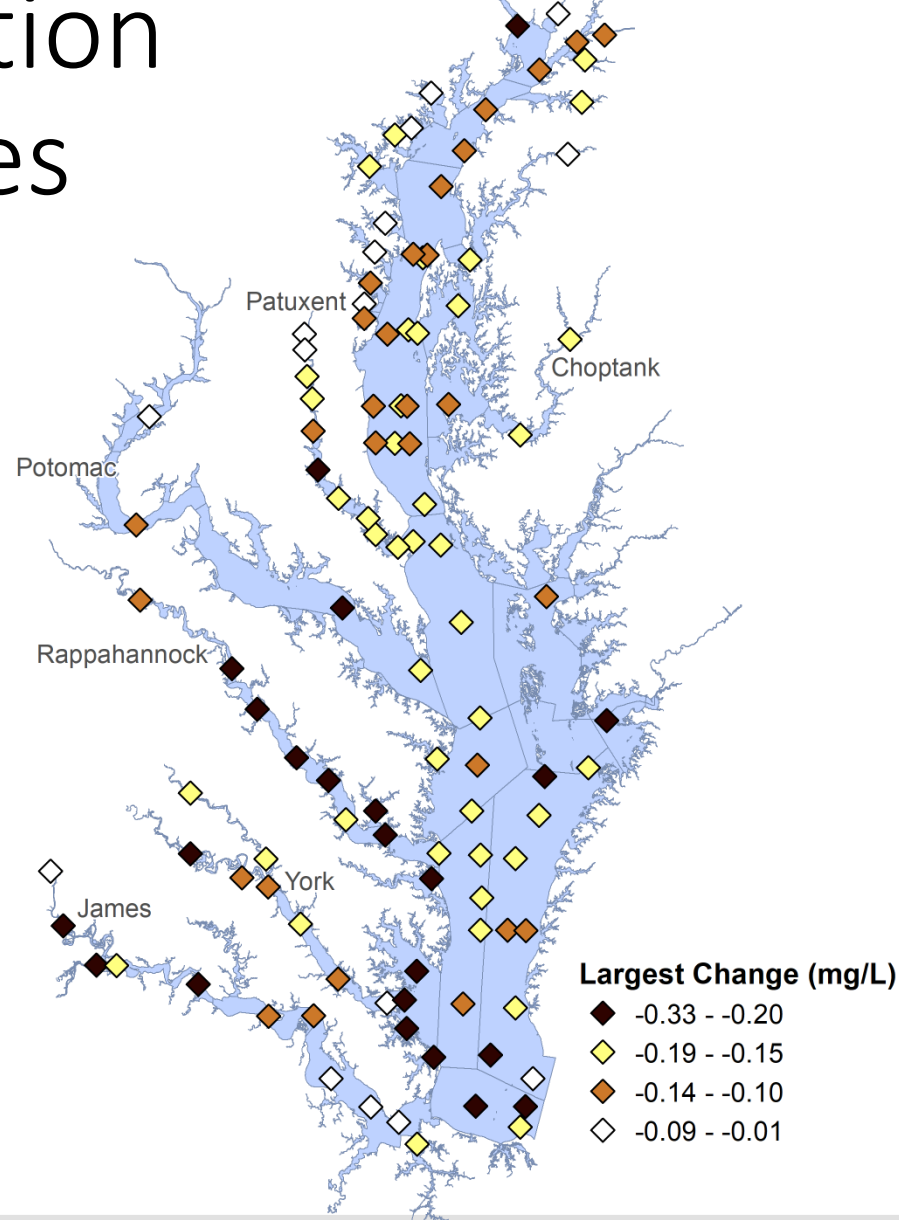 tion
es
Patuxent
Choptank
Potomac
Rappahannock
York
James
Largest Change (mg/L)
-0.33 - -0.20
-0.19 - -0.15
-0.14 - -0.10
-0.09 - -0.01